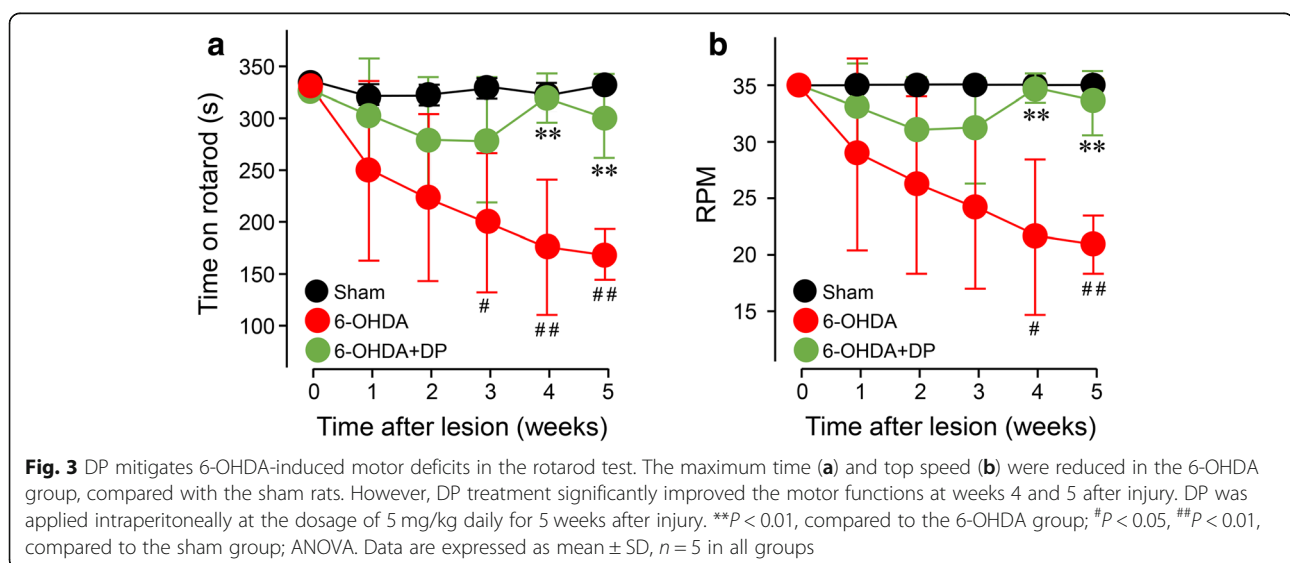 a
350
300
250
200
350
100
Time on rotarod (s)
**
**
#
##
##
Sham
6-OHDA
6-OHDA+DP
0 1 2 3 4 5
Time after lesion (weeks)
b
35
30
25
20
15
RPM
**
**
#
##
Sham
6-OHDA
6-OHDA+DP
0 1 2 3 4 5
Time after lesion (weeks)
Fig. 3 DP mitigates 6-OHDA-induced motor deficits in the rotarod test. The maximum time (a) and top speed (b) were reduced in the 6-OHDA
group, compared with the sham rats. However, DP treatment significantly improved the motor functions at weeks 4 and 5 after injury. DP was
applied intraperitoneally at the dosage of 5 mg/kg daily for 5 weeks after injury. **P < 0.01, compared to the 6-OHDA group; #P < 0.05, ##P < 0.01,
compared to the sham group; ANOVA. Data are expressed as mean ± SD, n = 5 in all groups